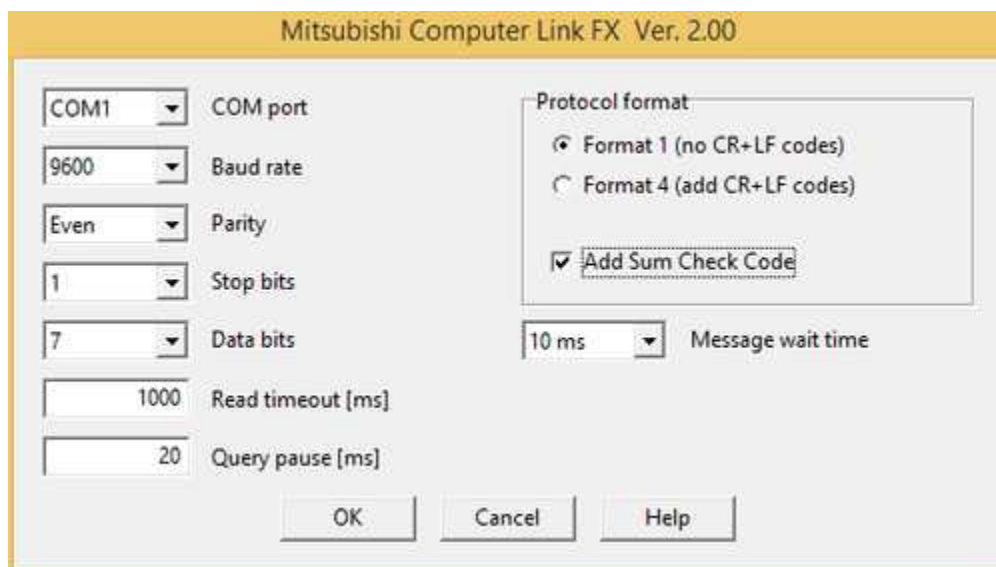 Mitsubishi Computer Link FX Ver. 2.00
COM1 COM port
9600 Baud rate
Even Parity
1 Stop bits
7 Data bits
1000 Read timeout [ms]
20 Query pause [ms]
Protocol format
Format 1 (no CR+LF codes)
Format 4 (add CR+LF codes)
Add Sum Check Code
10 ms Message wait time
OK Cancel Help